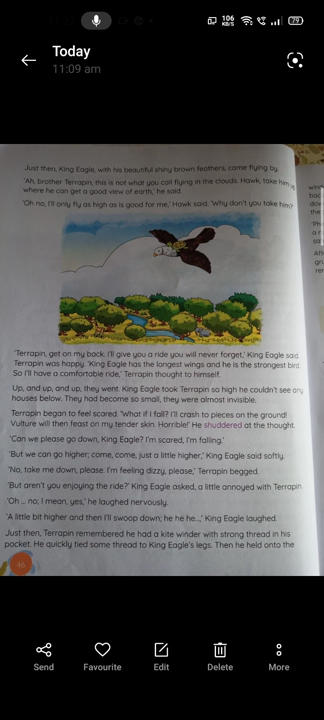 106
KB/S
79
Today
11:09 am
Just then, King Eagle, with his beautiful shiny brown feathers, came flying by.
'Ah, brother Terrapin, this is not what you call flying in the clouds. Hawk, take him up
where he can get a good view of earth,' he said.
'Oh no, I'll only fly as high as is good for me,' Hawk said. 'Why don't you take him?'
'Terrapin, get on my back. I'll give you a ride you will never forget,' King Eagle said.
Terrapin was happy. 'King Eagle has the longest wings and he is the strongest bird.
So I'll have a comfortable ride,' Terrapin thought to himself.
Up, and up, and up, they went. King Eagle took Terrapin so high he couldn't see any
houses below. They had become so small, they were almost invisible.
Terrapin began to feel scared. 'What if I fall? I'll crash to pieces on the ground!
Vulture will then feast on my tender skin. Horrible!' He shuddered at the thought.
'Can we please go down, King Eagle? I'm scared, I'm falling.'
'But we can go higher; come, come, just a little higher,' King Eagle said softly.
'No, take me down, please. I'm feeling dizzy, please,' Terrapin begged.
'But aren't you enjoying the ride?' King Eagle asked, a little annoyed with Terrapin.
'Oh ... no; I mean, yes,' he laughed nervously.
'A little bit higher and then I'll swoop down; he he he...,' King Eagle laughed.
Just then, Terrapin remembered he had a kite winder with strong thread in his
pocket. He quickly tied some thread to King Eagle's legs. Then he held onto the
46
Send
Favourite
Edit
Delete
More